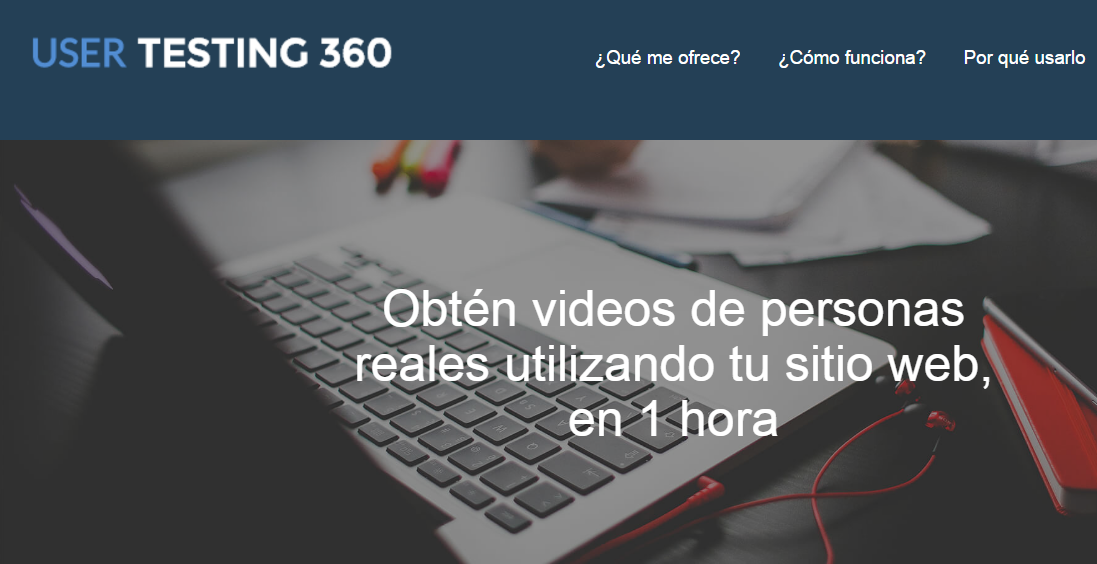 USER TESTING 360
¿Qué me ofrece? ¿Cómo funciona? Por qué usarlo
Obtén videos de personas
reales utilizando tu sitio web,
en 1 hora